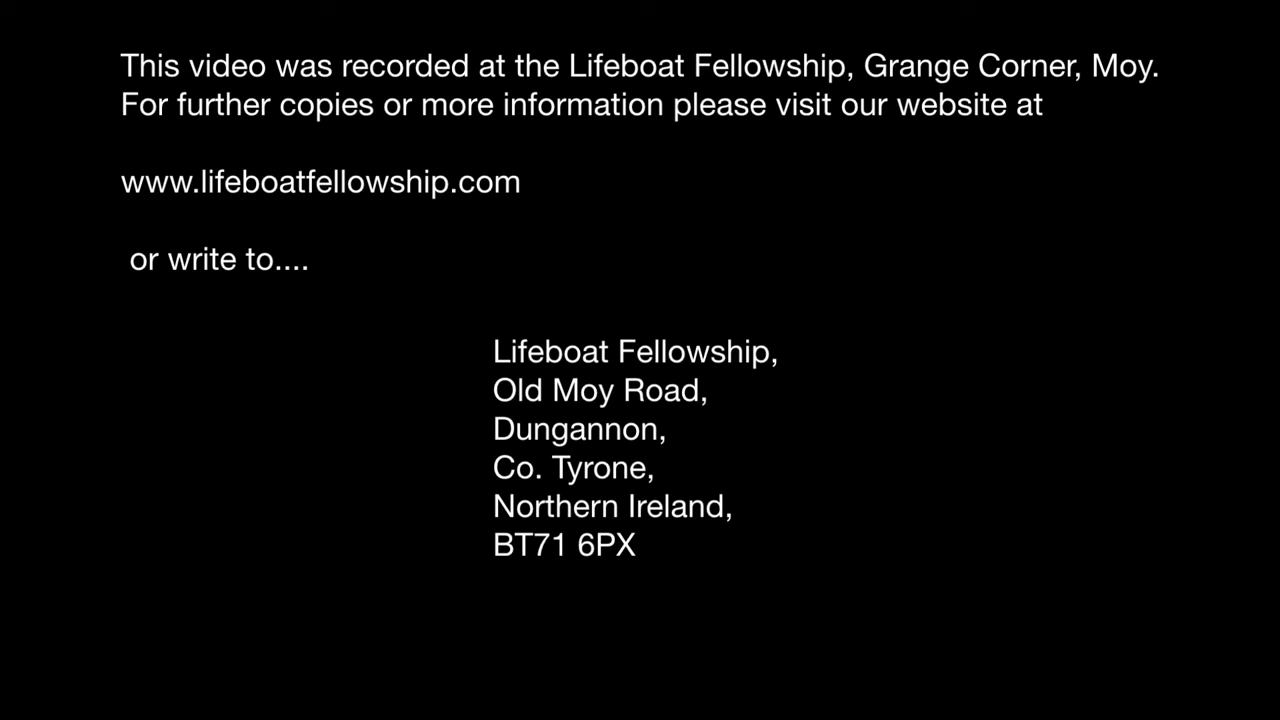 This video was recorded at the Lifeboat Fellowship, Grange Corner, Moy.
For further copies or more information please visit our website at
www.lifeboatfellowship.com
or write to....
Lifeboat Fellowship,
Old Moy Road,
Dungannon,
Co. Tyrone,
Northern Ireland,
BT71 6PX